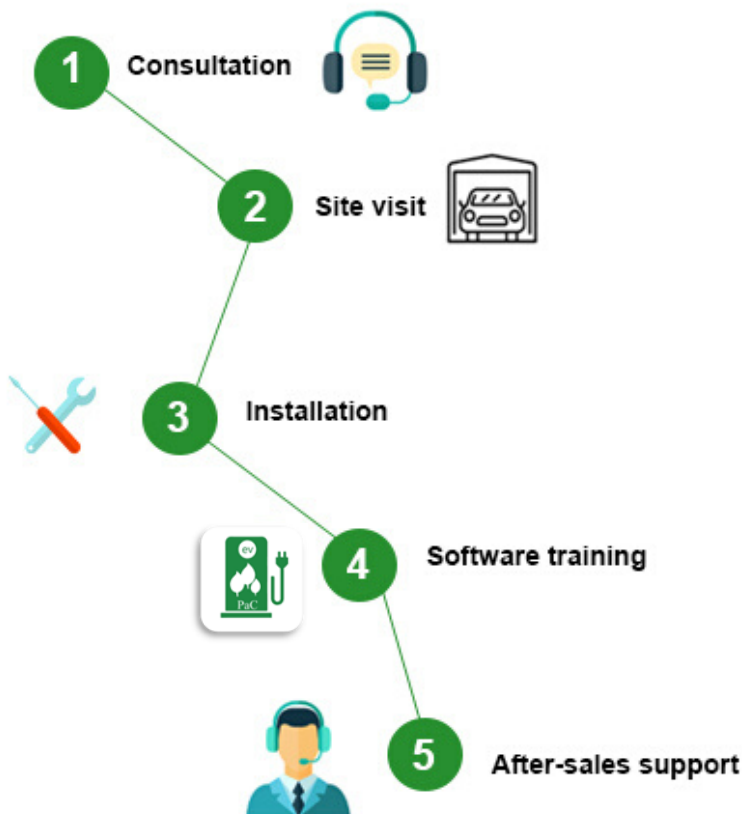 1
Consultation
2
Site visit
3
Installation
ev
PaC
4
Software training
5
After-sales support